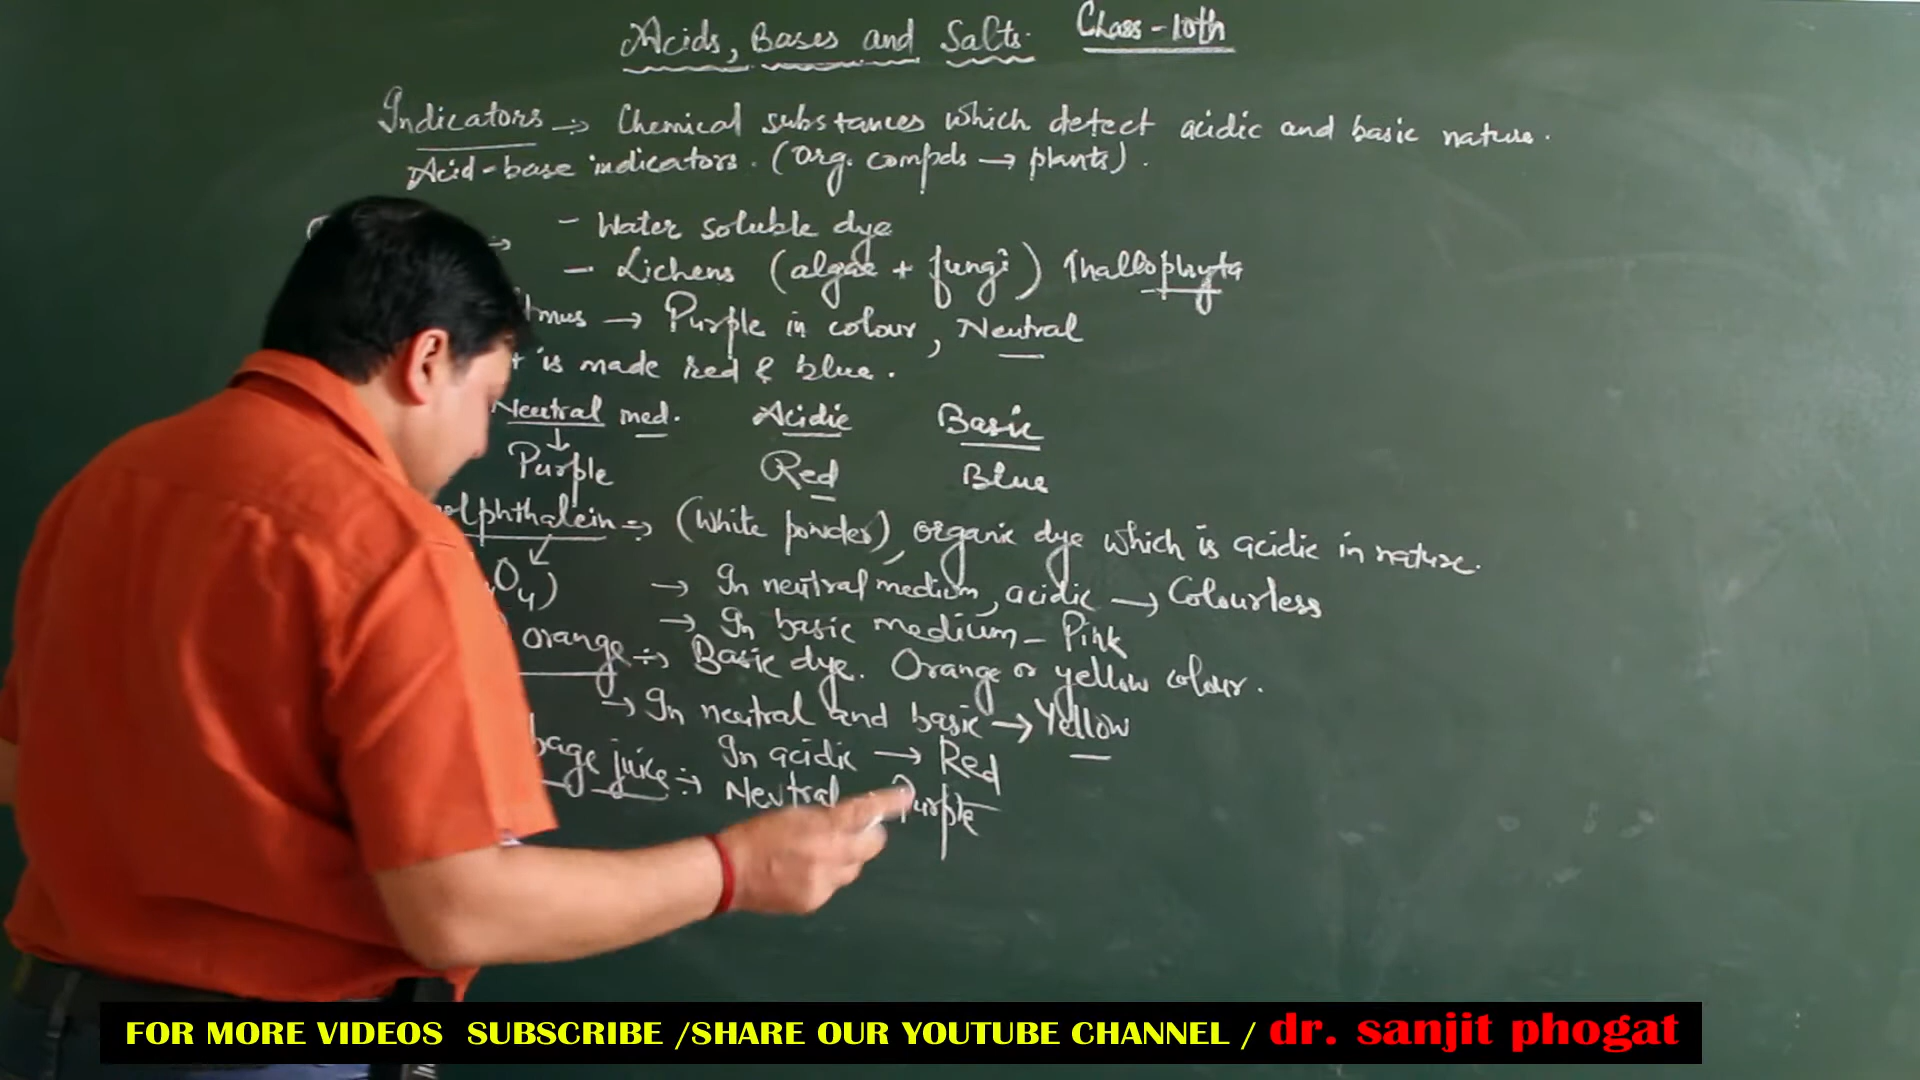 Acids, Bases and Salts. Class-10th
Indicators :→ Chemical substances which detect acidic and basic nature.
Acid-base indicators. (Org. compds → plants).
- Water soluble dye
- Lichens (algae + fungi) Thallophyta
tmus → Purple in colour, Neutral
t is made red & blue.
Neutral med. Acidic Basic
↓
Purple Red Blue
olphthalein :→ (White powder), organic dye which is acidic in nature.
O4) → In neutral medium, acidic → Colourless
→ In basic medium - Pink
orange :→ Basic dye. Orange or yellow colour.
→ In neutral and basic → Yellow
In acidic → Red
bage juice :→ Neutral Purple
FOR MORE VIDEOS SUBSCRIBE /SHARE OUR YOUTUBE CHANNEL / dr. sanjit phogat